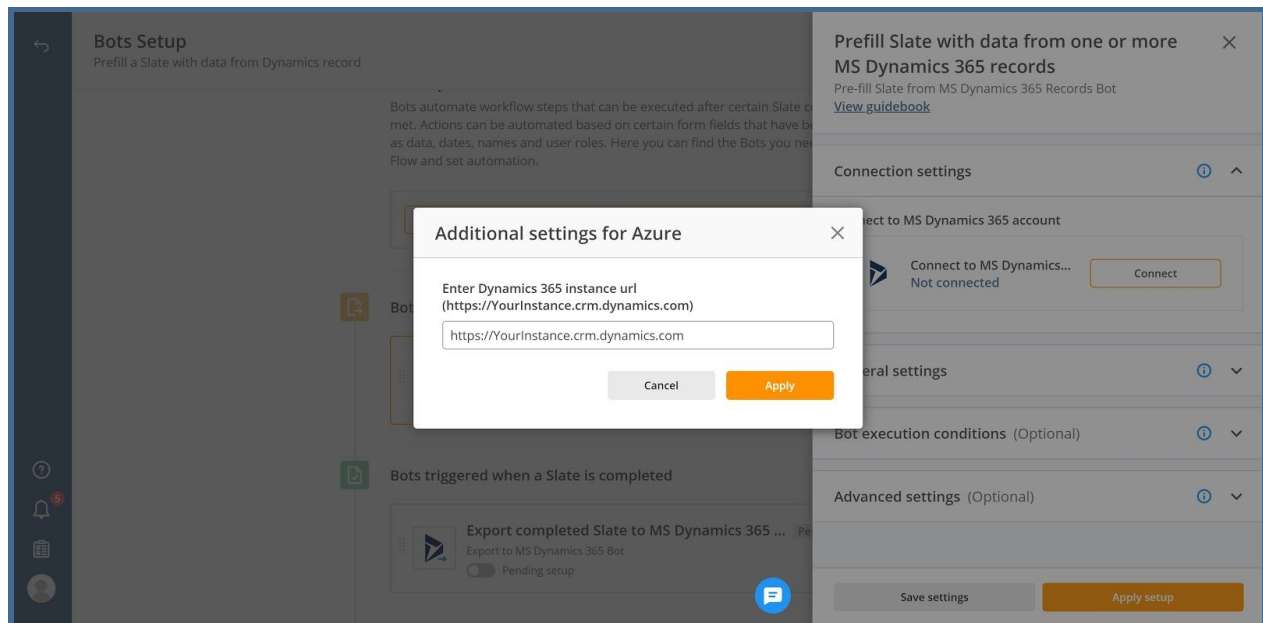 Bots Setup
Prefill a Slate with data from Dynamics record
Bots automate workflow steps that can be executed after certain Slate
met. Actions can be automated based on certain form fields that have
as data, dates, names and user roles. Here you can find the Bots you
Flow and set automation.
Bots triggered when a Slate is completed
Export completed Slate to MS Dynamics 365 ...
Export to MS Dynamics 365 Bot
Pending setup
5
Additional settings for Azure
Enter Dynamics 365 instance url
(https://YourInstance.crm.dynamics.com)
https://YourInstance.crm.dynamics.com
Cancel
Apply
Prefill Slate with data from one or more
MS Dynamics 365 records
Pre-fill Slate from MS Dynamics 365 Records Bot
View guidebook
Connection settings
to MS Dynamics 365 account
Connect to MS Dynamics...
Not connected
Connect
settings
Bot execution conditions (Optional)
Advanced settings (Optional)
Save settings
Apply setup